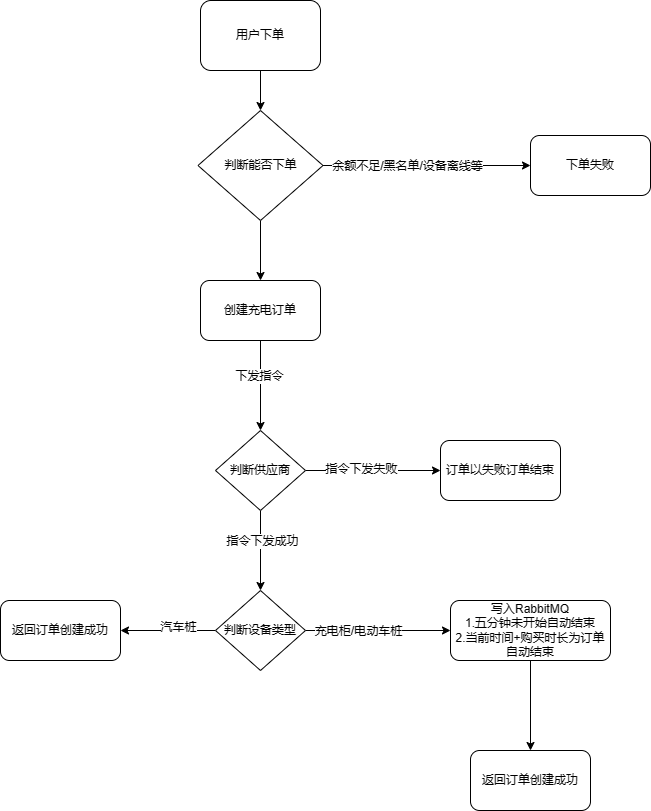 用户下单
判断能否下单
余额不足/黑名单/设备离线等
下单失败
创建充电订单
下发指令
判断供应商
指令下发失败
订单以失败订单结束
指令下发成功
返回订单创建成功
汽车桩
判断设备类型
充电柜/电动车桩
写入RabbitMQ
1.五分钟未开始自动结束
2.当前时间+购买时长为订单
自动结束
返回订单创建成功